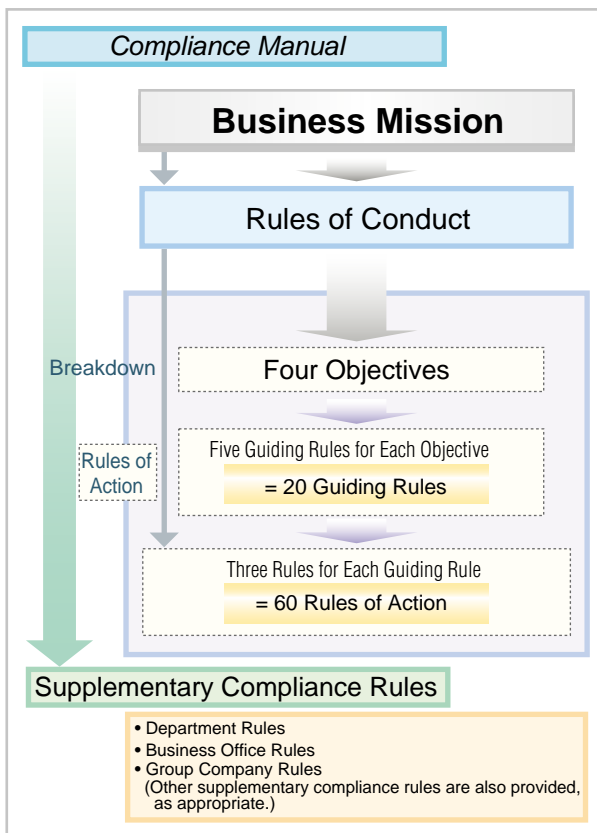 Compliance Manual
Business Mission
Rules of Conduct
Breakdown
Four Objectives
Rules of
Action
Five Guiding Rules for Each Objective
= 20 Guiding Rules
Three Rules for Each Guiding Rule
= 60 Rules of Action
Supplementary Compliance Rules
• Department Rules
• Business Office Rules
• Group Company Rules
(Other supplementary compliance rules are also provided,
as appropriate.)